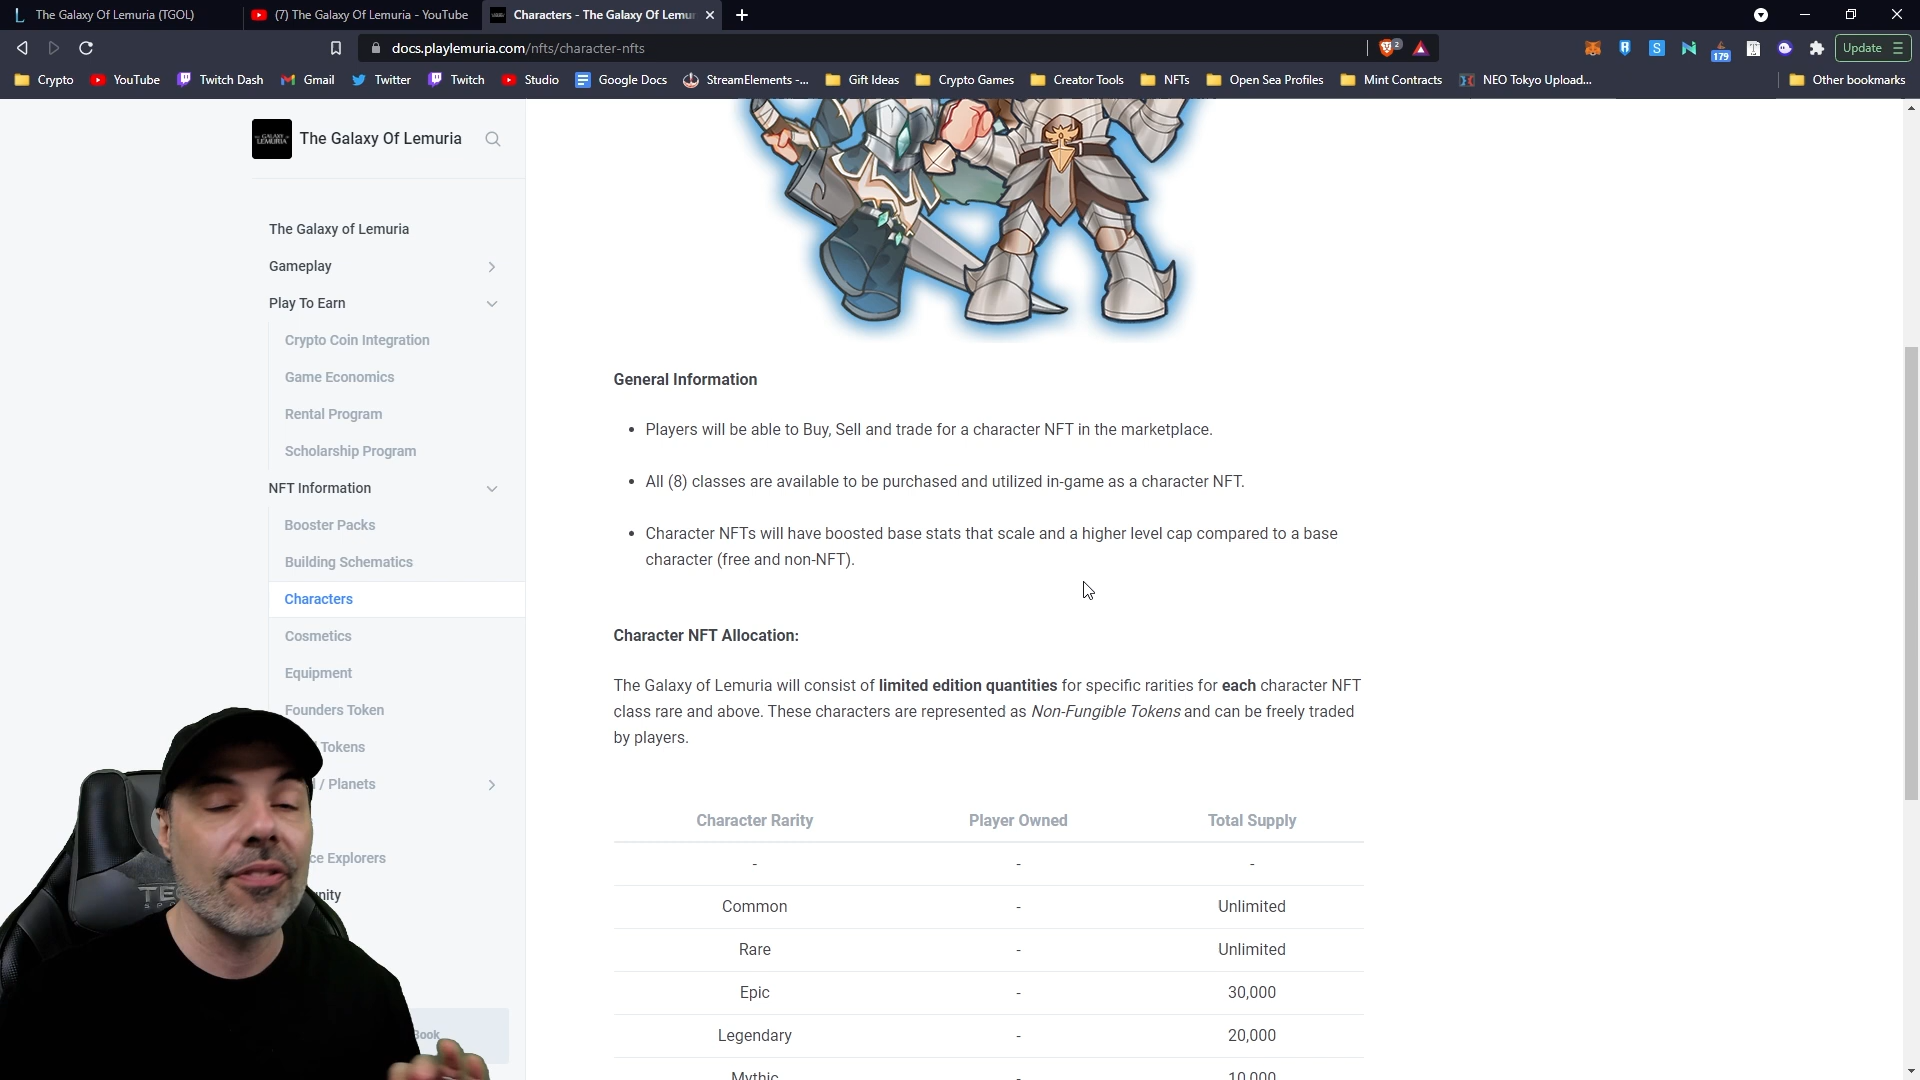 The Galaxy Of Lemuria (TGOL)
(7) The Galaxy Of Lemuria - YouTube
Characters - The Galaxy Of Lemur
docs.playlemuria.com/nfts/character-nfts
2
179
Update
Crypto
YouTube
Twitch Dash
Gmail
Twitter
Twitch
Studio
Google Docs
StreamElements -...
Gift Ideas
Crypto Games
Creator Tools
NFTs
Open Sea Profiles
Mint Contracts
NEO Tokyo Upload...
Other bookmarks
The Galaxy Of Lemuria
The Galaxy of Lemuria
Gameplay
Play To Earn
Crypto Coin Integration
Game Economics
Rental Program
Scholarship Program
NFT Information
Booster Packs
Building Schematics
Characters
Cosmetics
Equipment
Founders Token
Tokens
/ Planets
ce Explorers
nity
Book
General Information
• Players will be able to Buy, Sell and trade for a character NFT in the marketplace.
• All (8) classes are available to be purchased and utilized in-game as a character NFT.
• Character NFTs will have boosted base stats that scale and a higher level cap compared to a base
character (free and non-NFT).
Character NFT Allocation:
The Galaxy of Lemuria will consist of limited edition quantities for specific rarities for each character NFT
class rare and above. These characters are represented as Non-Fungible Tokens and can be freely traded
by players.
Character Rarity Player Owned Total Supply
- - -
Common - Unlimited
Rare - Unlimited
Epic - 30,000
Legendary - 20,000
Mythic - 10,000